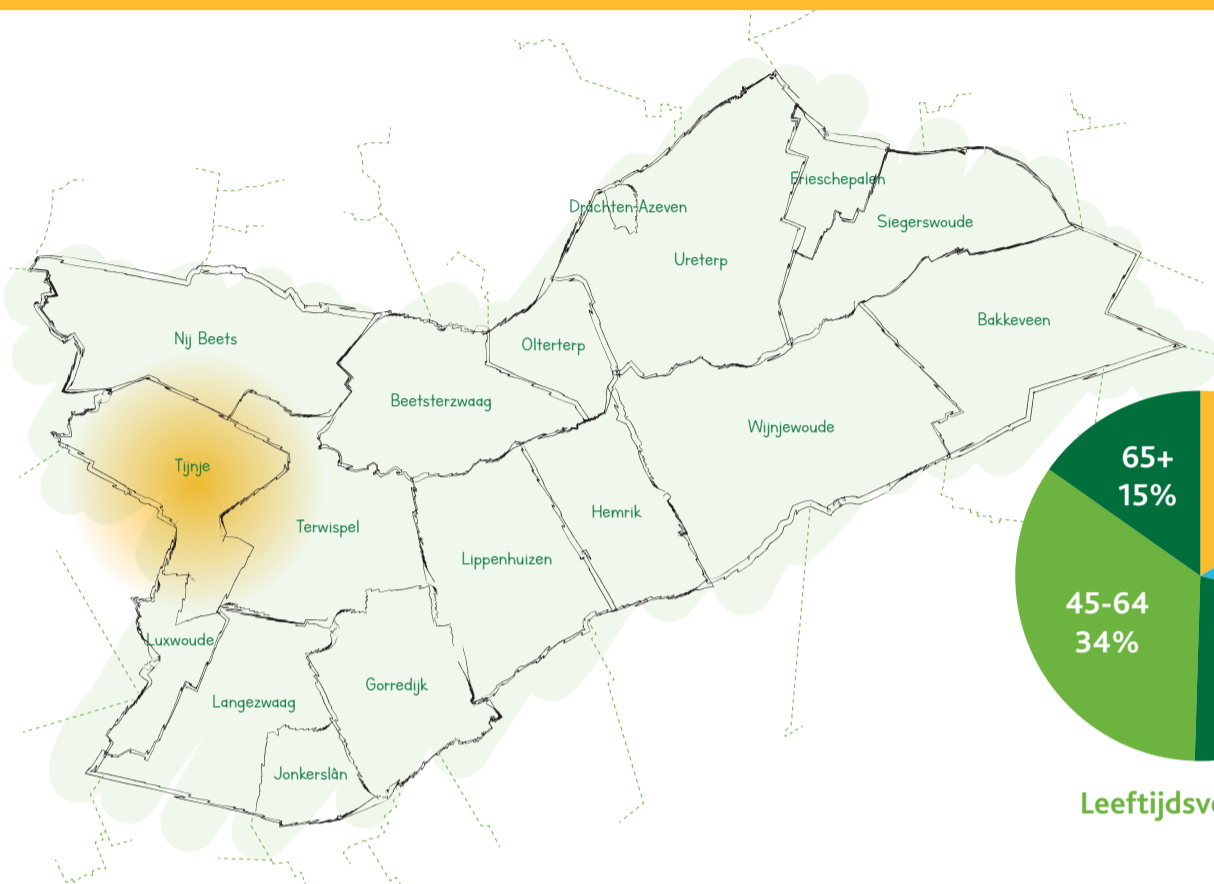 Frieschepalen
Drachten-Azeven
Siegerswoude
Ureterp
Bakkeveen
Nij Beets
Olterterp
Beetsterzwaag
Wijnjewoude
Tijnje
65+
15%
Hemrik
Terwispel
Lippenhuizen
45-64
34%
Luxwoude
Gorredijk
Langezwaag
Jonkerslân
Leeftijdsv